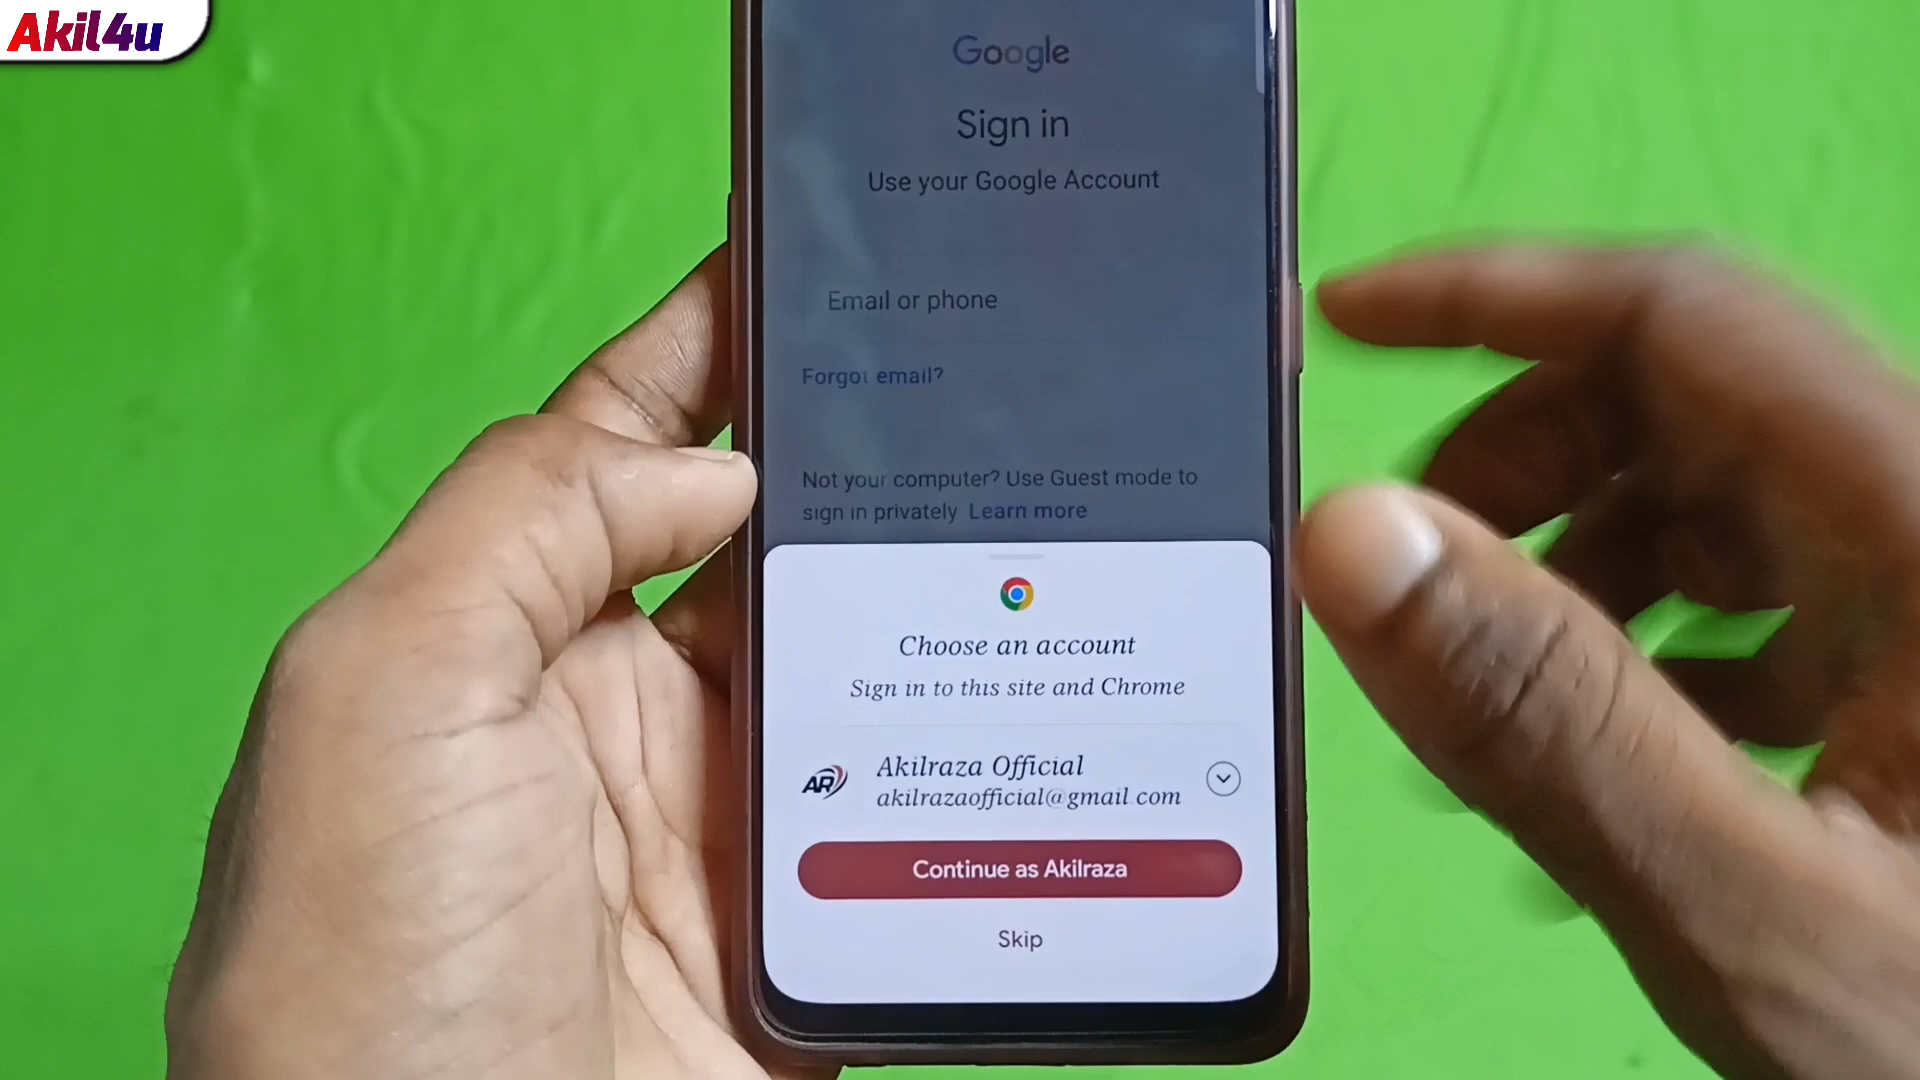 Akil4u
Google
Sign in
Use your Google Account
Email or phone
Forgot email?
Not your computer? Use Guest mode to
sign in privately Learn more
Choose an account
Sign in to this site and Chrome
AR
Akilraza Official
akilrazaofficial@gmail.com
Continue as Akilraza
Skip